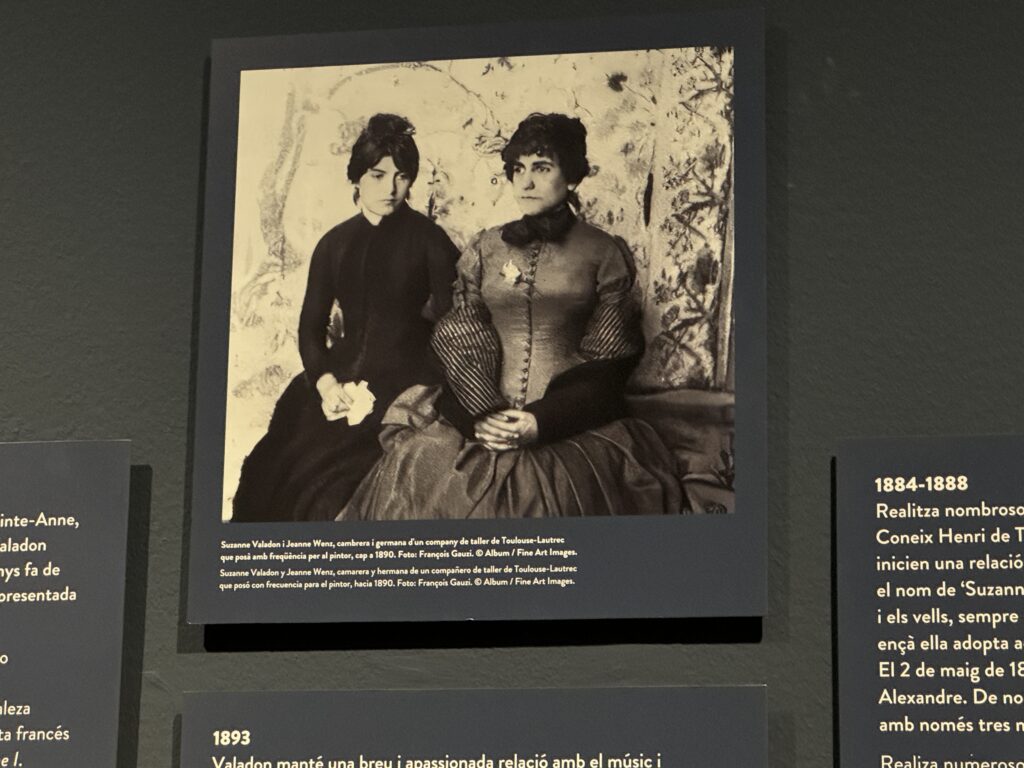 Suzanne Valadon i Jeanne Wenz, cambrera i germana d'un company de taller de Toulouse-Lautrec
que posà amb freqüència per al pintor, cap a 1890. Foto: François Gauzi. © Album / Fine Art Images.
Suzanne Valadon y Jeanne Wenz, camarera y hermana de un compañero de taller de Toulouse-Lautrec
que posó con frecuencia para el pintor, hacia 1890. Foto: François Gauzi. © Album / Fine Art Images.
inte-Anne,
aladon
nys fa de
presentada
o
aleza
ta francés
e I.
1893
Valadon manté una breu i apassionada relació amb el músic i
1884-1888
Realitza nombroso
Coneix Henri de T
inicien una relació
el nom de ‘Suzann
i els vells, sempre
ençà ella adopta a
El 2 de maig de 18
Alexandre. De no
amb només tres m
Realiza numeroso